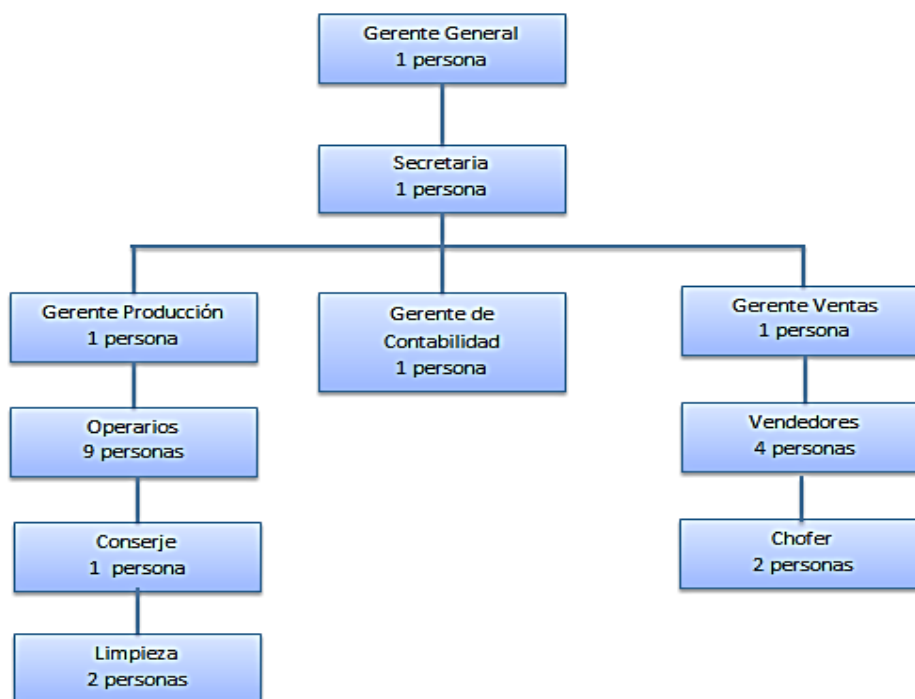 Gerente General
1 persona
Secretaria
1 persona
Gerente Producción
1 persona
Gerente de
Contabilidad
1 persona
Gerente Ventas
1 persona
Operarios
9 personas
Vendedores
4 personas
Conserje
1 persona
Chofer
2 personas
Limpieza
2 personas